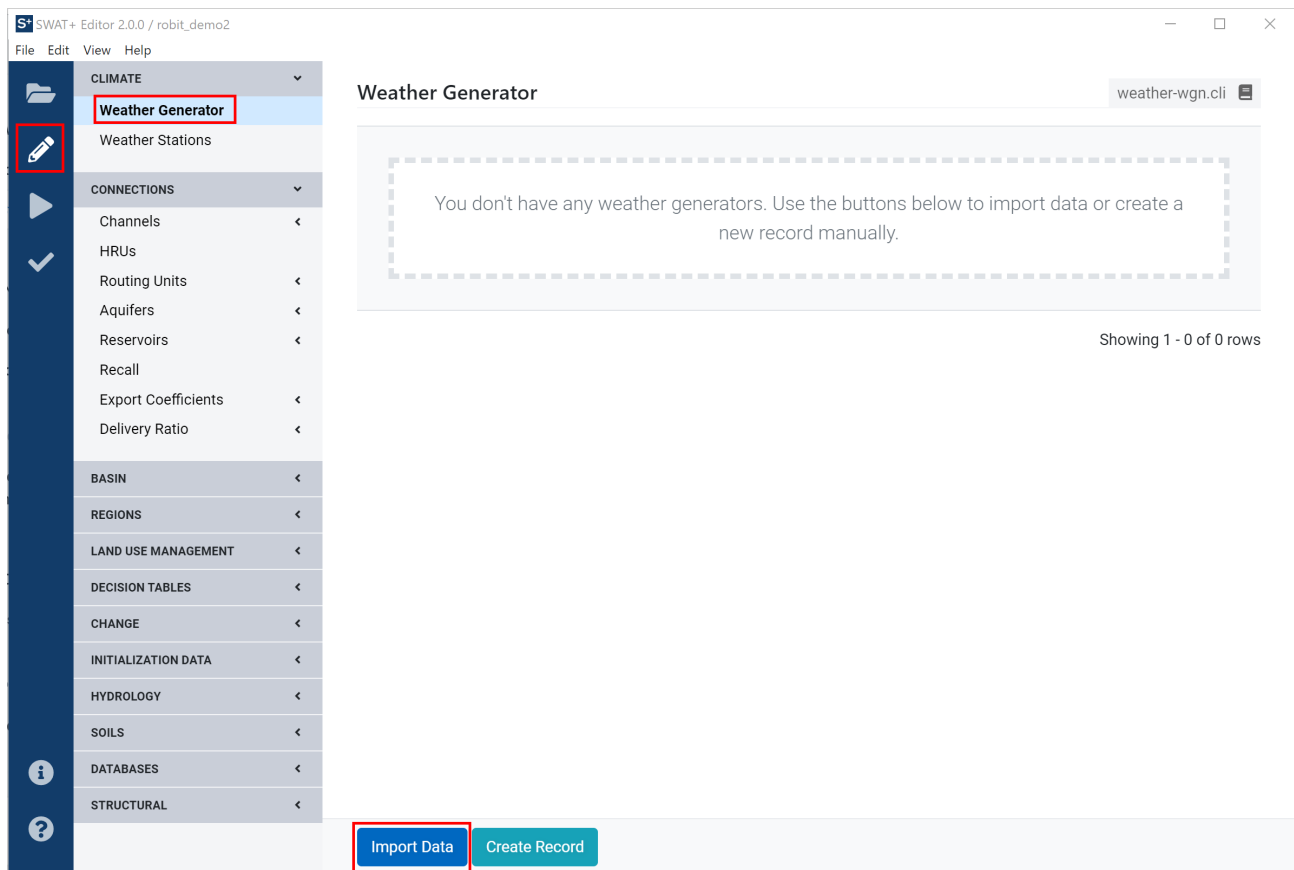 S+ SWAT+ Editor 2.0.0 / robit_demo2
File Edit View Help
CLIMATE
Weather Generator
Weather Stations
CONNECTIONS
Channels
HRUs
Routing Units
Aquifers
Reservoirs
Recall
Export Coefficients
Delivery Ratio
BASIN
REGIONS
LAND USE MANAGEMENT
DECISION TABLES
CHANGE
INITIALIZATION DATA
HYDROLOGY
SOILS
DATABASES
STRUCTURAL
Weather Generator
weather-wgn.cli
You don't have any weather generators. Use the buttons below to import data or create a
new record manually.
Showing 1 - 0 of 0 rows
Import Data
Create Record